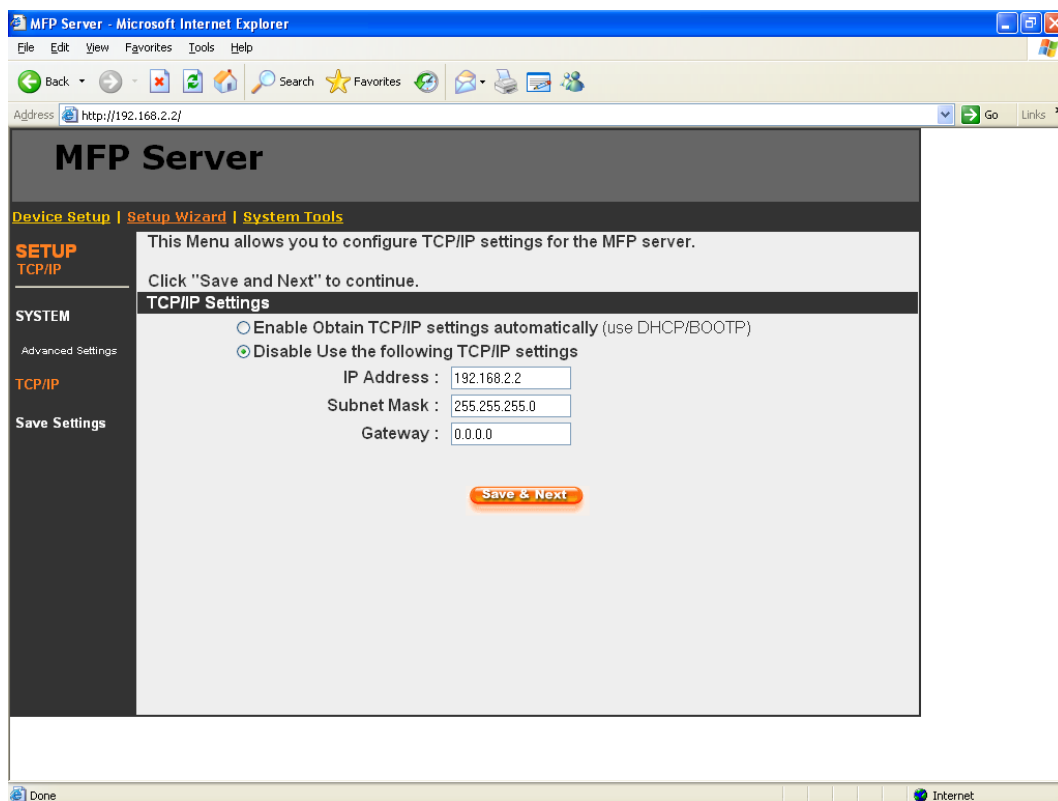 MFP Server - Microsoft Internet Explorer
File Edit View Favorites Tools Help
Back Search Favorites
Address http://192.168.2.2/ Go Links
MFP Server
Device Setup | Setup Wizard | System Tools
SETUP
TCP/IP
SYSTEM
Advanced Settings
TCP/IP
Save Settings
This Menu allows you to configure TCP/IP settings for the MFP server.
Click "Save and Next" to continue.
TCP/IP Settings
Enable Obtain TCP/IP settings automatically (use DHCP/BOOTP)
Disable Use the following TCP/IP settings
IP Address : 192.168.2.2
Subnet Mask : 255.255.255.0
Gateway : 0.0.0.0
Save & Next
Done Internet